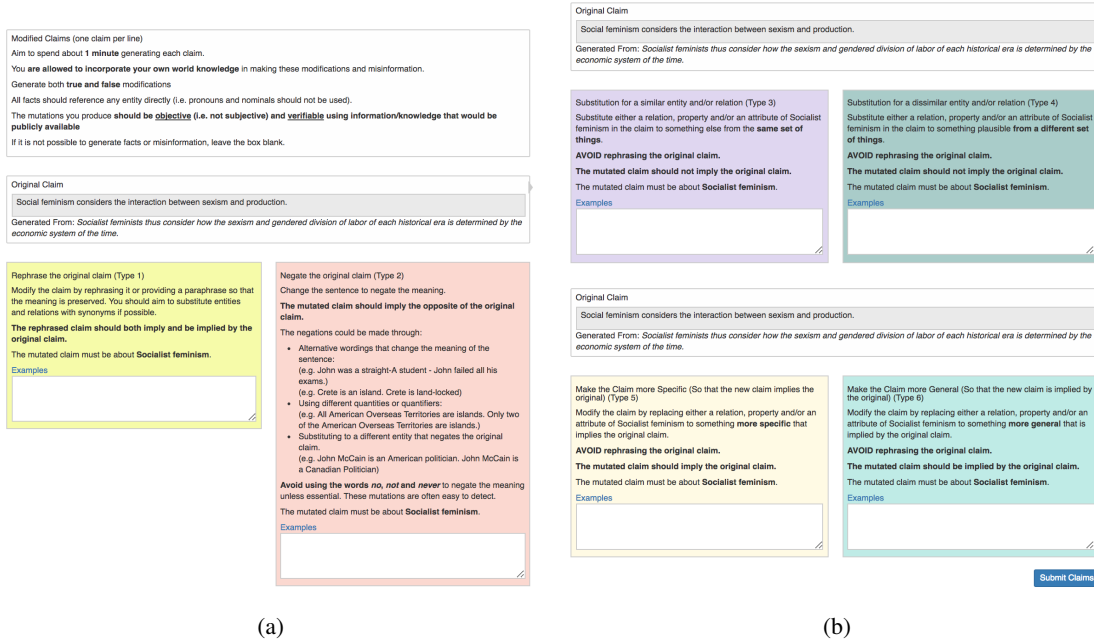 Modified Claims (one claim per line)
Aim to spend about 1 minute generating each claim.
You are allowed to incorporate your own world knowledge in making these modifications and misinformation.
Generate both true and false modifications
All facts should reference any entity directly (i.e. pronouns and nominals should not be used).
The mutations you produce should be objective (i.e. not subjective) and verifiable using information/knowledge that would be
publicly available
If it is not possible to generate facts or misinformation, leave the box blank.
Original Claim
Social feminism considers the interaction between sexism and production.
Generated From: Socialist feminists thus consider how the sexism and gendered division of labor of each historical era is determined by the
economic system of the time.
Rephrase the original claim (Type 1)
Modify the claim by rephrasing it or providing a paraphrase so that
the meaning is preserved. You should aim to substitute entities
and relations with synonyms if possible.
The rephrased claim should both imply and be implied by the
original claim.
The mutated claim must be about Socialist feminism.
Examples
Negate the original claim (Type 2)
Change the sentence to negate the meaning.
The mutated claim should imply the opposite of the original
claim.
The negations could be made through:
• Alternative wordings that change the meaning of the
sentence:
(e.g. John was a straight-A student - John failed all his
exams.)
(e.g. Crete is an island. Crete is land-locked)
• Using different quantities or quantifiers:
(e.g. All American Overseas Territories are islands. Only two
of the American Overseas Territories are islands.)
• Substituting to a different entity that negates the original
claim.
(e.g. John McCain is an American politician. John McCain is
a Canadian Politician)
Avoid using the words no, not and never to negate the meaning
unless essential. These mutations are often easy to detect.
The mutated claim must be about Socialist feminism.
Examples
(a)
Original Claim
Social feminism considers the interaction between sexism and production.
Generated From: Socialist feminists thus consider how the sexism and gendered division of labor of each historical era is determined by the
economic system of the time.
Substitution for a similar entity and/or relation (Type 3)
Substitute either a relation, property and/or an attribute of Socialist
feminism in the claim to something else from the same set of
things.
AVOID rephrasing the original claim.
The mutated claim should not imply the original claim.
The mutated claim must be about Socialist feminism.
Examples
Substitution for a dissimilar entity and/or relation (Type 4)
Substitute either a relation, property and/or an attribute of Socialist
feminism in the claim to something plausible from a different set
of things.
AVOID rephrasing the original claim.
The mutated claim should not imply the original claim.
The mutated claim must be about Socialist feminism.
Examples
Original Claim
Social feminism considers the interaction between sexism and production.
Generated From: Socialist feminists thus consider how the sexism and gendered division of labor of each historical era is determined by the
economic system of the time.
Make the Claim more Specific (So that the new claim implies the
original) (Type 5)
Modify the claim by replacing either a relation, property and/or an
attribute of Socialist feminism to something more specific that
implies the original claim.
AVOID rephrasing the original claim.
The mutated claim should imply the original claim.
The mutated claim must be about Socialist feminism.
Examples
Make the Claim more General (So that the new claim is implied by
the original) (Type 6)
Modify the claim by replacing either a relation, property and/or an
attribute of Socialist feminism to something more general that is
implied by the original claim.
AVOID rephrasing the original claim.
The mutated claim should be implied by the original claim.
The mutated claim must be about Socialist feminism.
Examples
Submit Claims
(b)